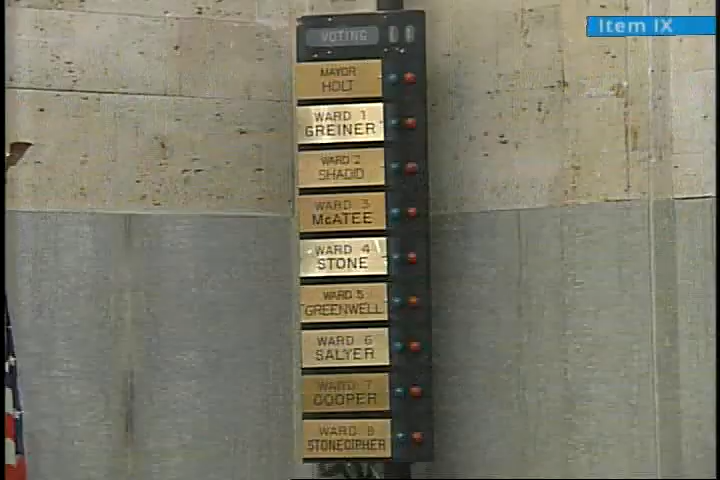 Item IX
VOTING
MAYOR
HOLT
WARD 1
GREINER
WARD 2
SHADID
WARD 3
McATEE
WARD 4
STONE
WARD 5
GREENWELL
WARD 6
SALYER
WARD 7
COOPER
WARD 8
STONECIPHER